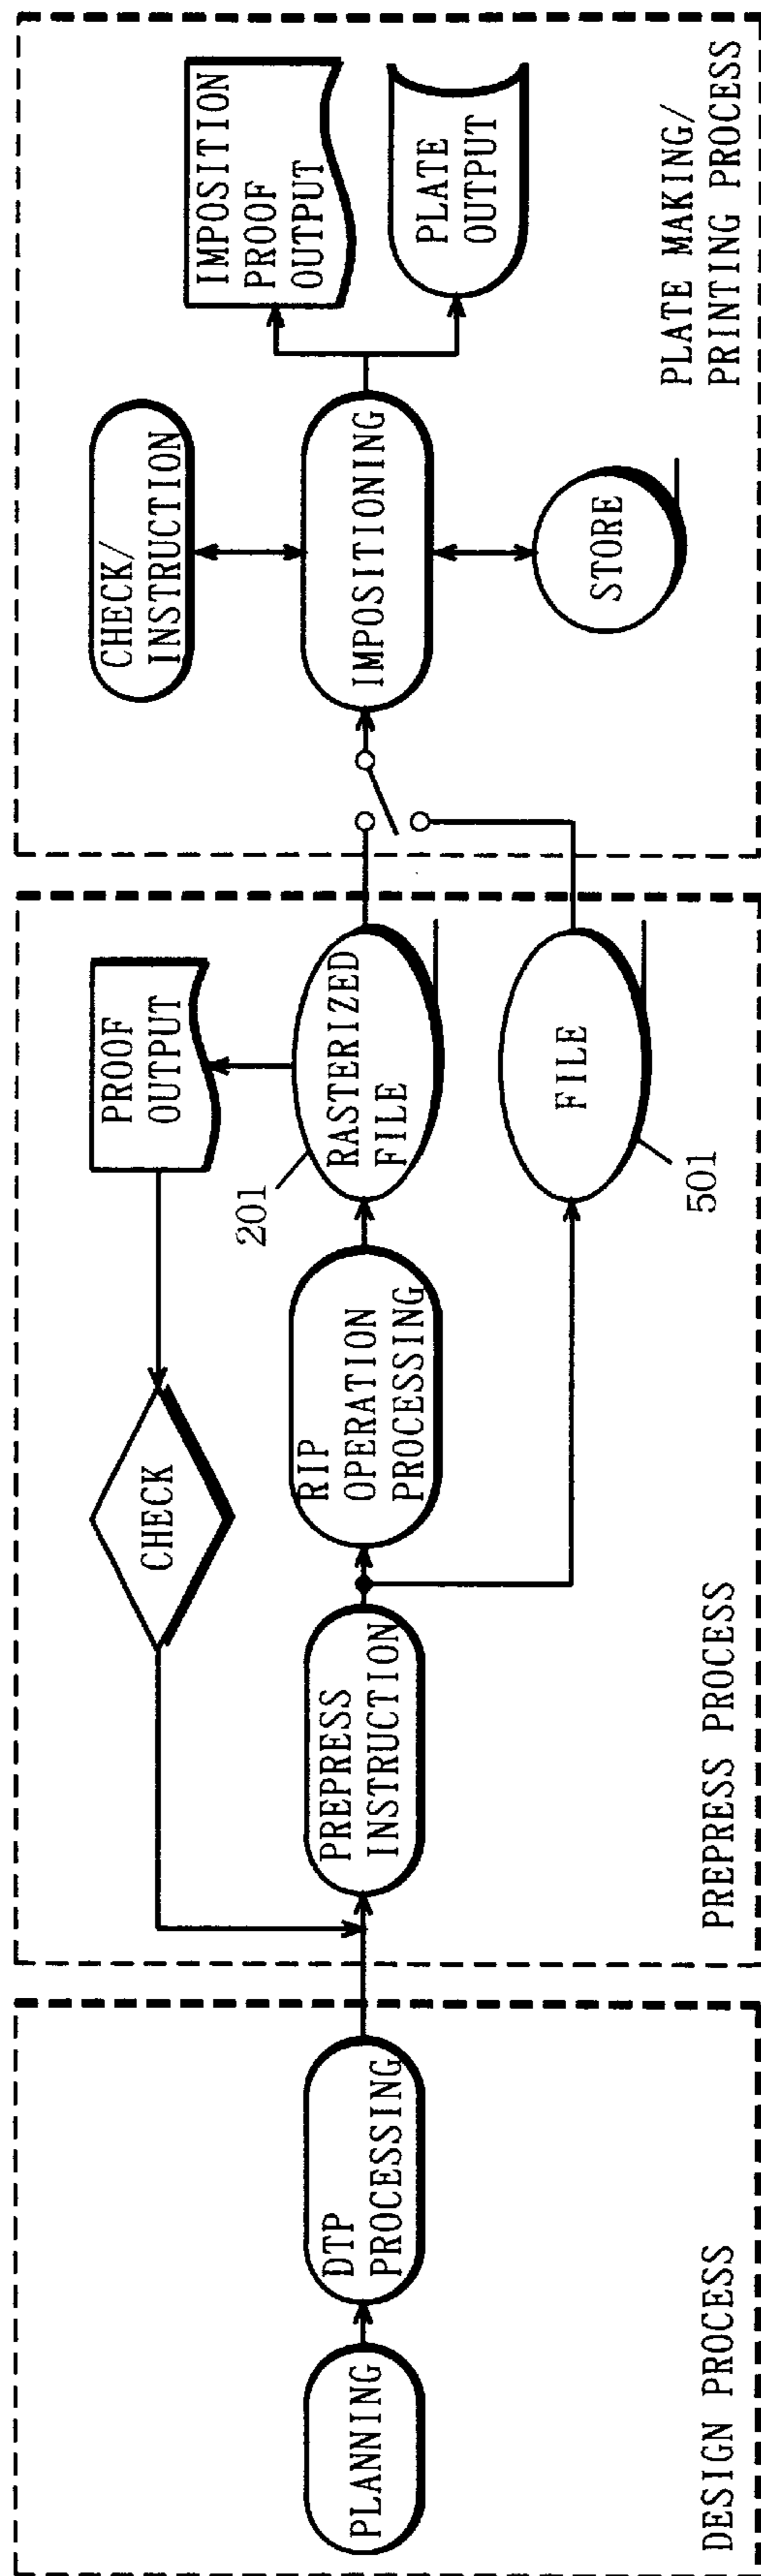 PLANNING
DTP
PROCESSING
DESIGN PROCESS
PREPRESS
INSTRUCTION
CHECK
RIP
OPERATION
PROCESSING
PROOF
OUTPUT
201
RASTERIZED
FILE
FILE
501
PREPRESS PROCESS
CHECK/
INSTRUCTION
IMPOSITIONING
STORE
IMPOSITION
PROOF
OUTPUT
PLATE
OUTPUT
PLATE MAKING/
PRINTING PROCESS